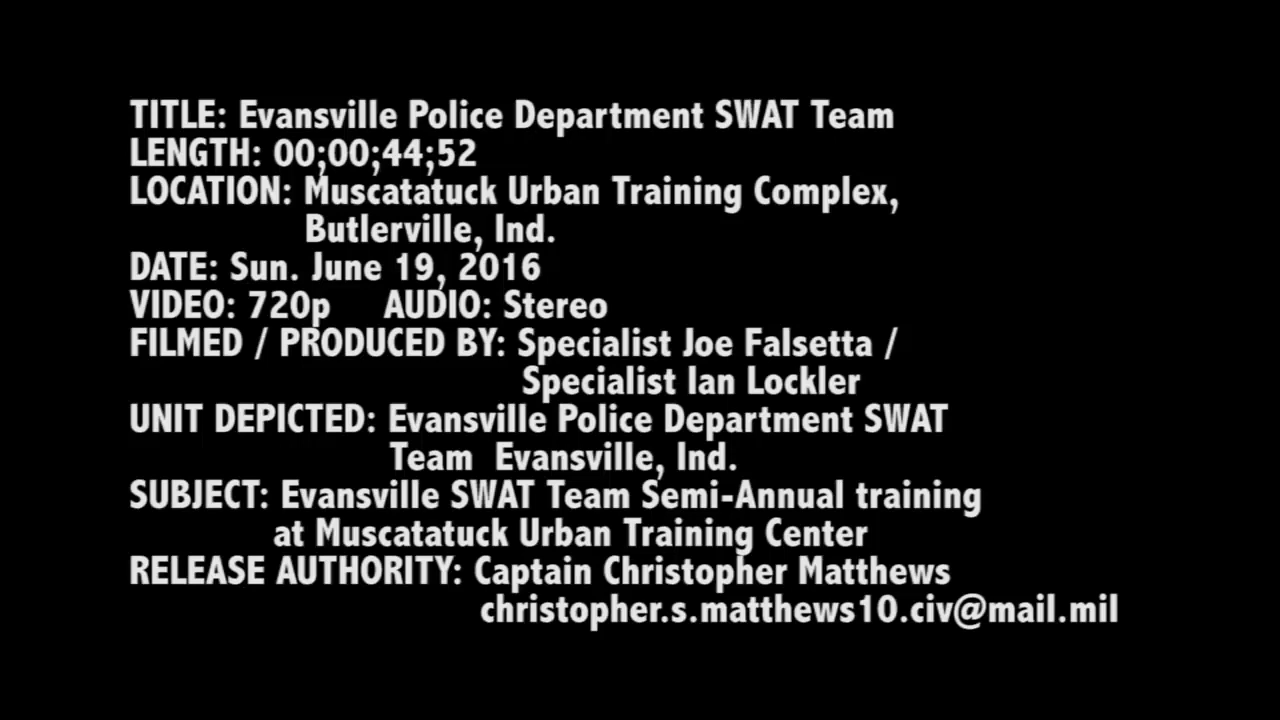 TITLE: Evansville Police Department SWAT Team
LENGTH: 00;00;44;52
LOCATION: Muscatatuck Urban Training Complex,
Butlerville, Ind.
DATE: Sun. June 19, 2016
VIDEO: 720p AUDIO: Stereo
FILMED / PRODUCED BY: Specialist Joe Falsetta /
Specialist Ian Lockler
UNIT DEPICTED: Evansville Police Department SWAT
Team Evansville, Ind.
SUBJECT: Evansville SWAT Team Semi-Annual training
at Muscatatuck Urban Training Center
RELEASE AUTHORITY: Captain Christopher Matthews
christopher.s.matthews10.civ@mail.mil